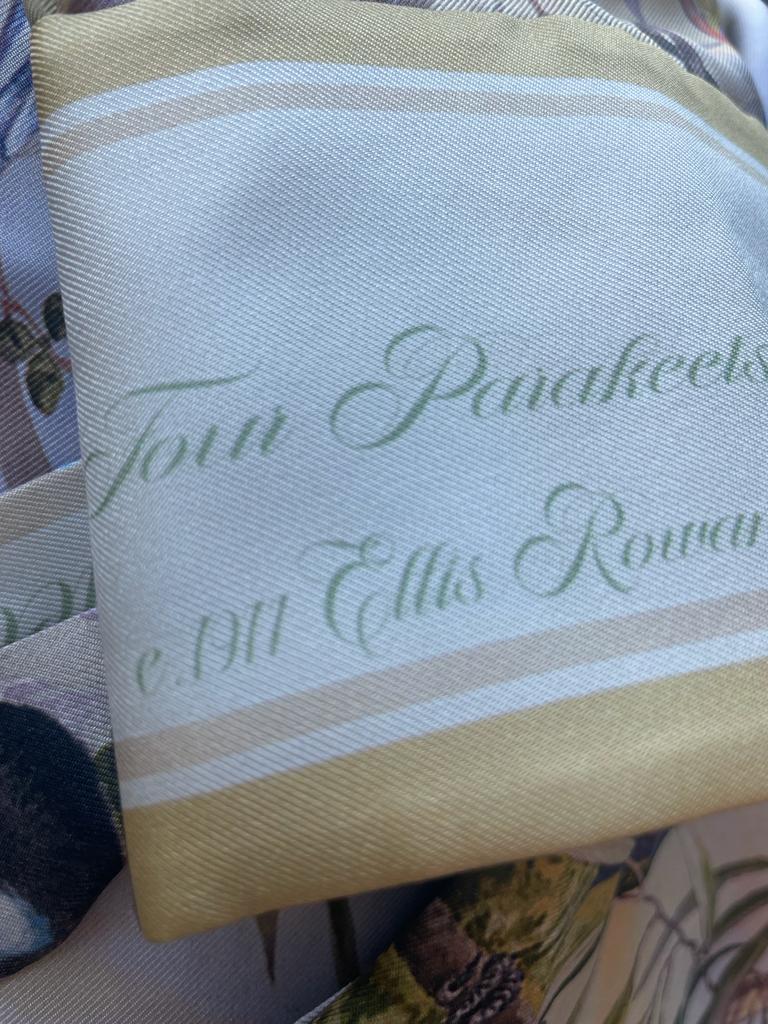 Four Parakeets
c.1911 Ellis Rowan